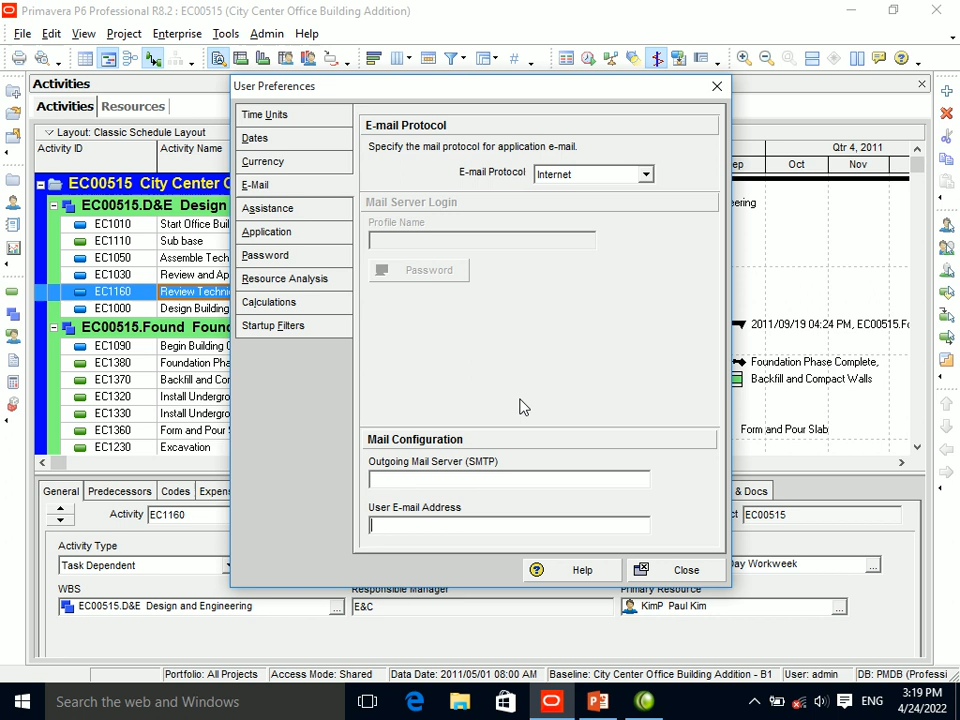 Primavera P6 Professional R8.2 : EC00515 (City Center Office Building Addition)
File Edit View Project Enterprise Tools Admin Help
Activities
Activities Resources
Layout: Classic Schedule Layout
Activity ID Activity Name
Qtr 4, 2011
ep Oct Nov
EC00515 City Center O
EC00515.D&E Design
EC1010 Start Office Buil
EC1110 Sub base
EC1050 Assemble Tech
EC1030 Review and Ap
EC1160 Review Techni
EC1000 Design Building
EC00515.Found Foun
EC1090 Begin Building C
EC1380 Foundation Pha
EC1370 Backfill and Con
EC1320 Install Undergro
EC1330 Install Undergro
EC1360 Form and Pour S
EC1230 Excavation
neering
2011/09/19 04:24 PM, EC00515.Fo
Foundation Phase Complete,
Backfill and Compact Walls
Form and Pour Slab
User Preferences
Time Units
Dates
Currency
E-Mail
Assistance
Application
Password
Resource Analysis
Calculations
Startup Filters
E-mail Protocol
Specify the mail protocol for application e-mail.
E-mail Protocol Internet
Mail Server Login
Profile Name
Password
Mail Configuration
Outgoing Mail Server (SMTP)
User E-mail Address
Help Close
General Predecessors Codes Expens
& Docs
Activity EC1160
ct EC00515
Activity Type
Task Dependent
Day Workweek
WBS Responsible Manager Primary Resource
EC00515.D&E Design and Engineering E&C KimP Paul Kim
Portfolio: All Projects Access Mode: Shared Data Date: 2011/05/01 08:00 AM Baseline: City Center Office Building Addition - B1 User: admin DB: PMDB (Professi
Search the web and Windows
ENG
3:19 PM
4/24/2022